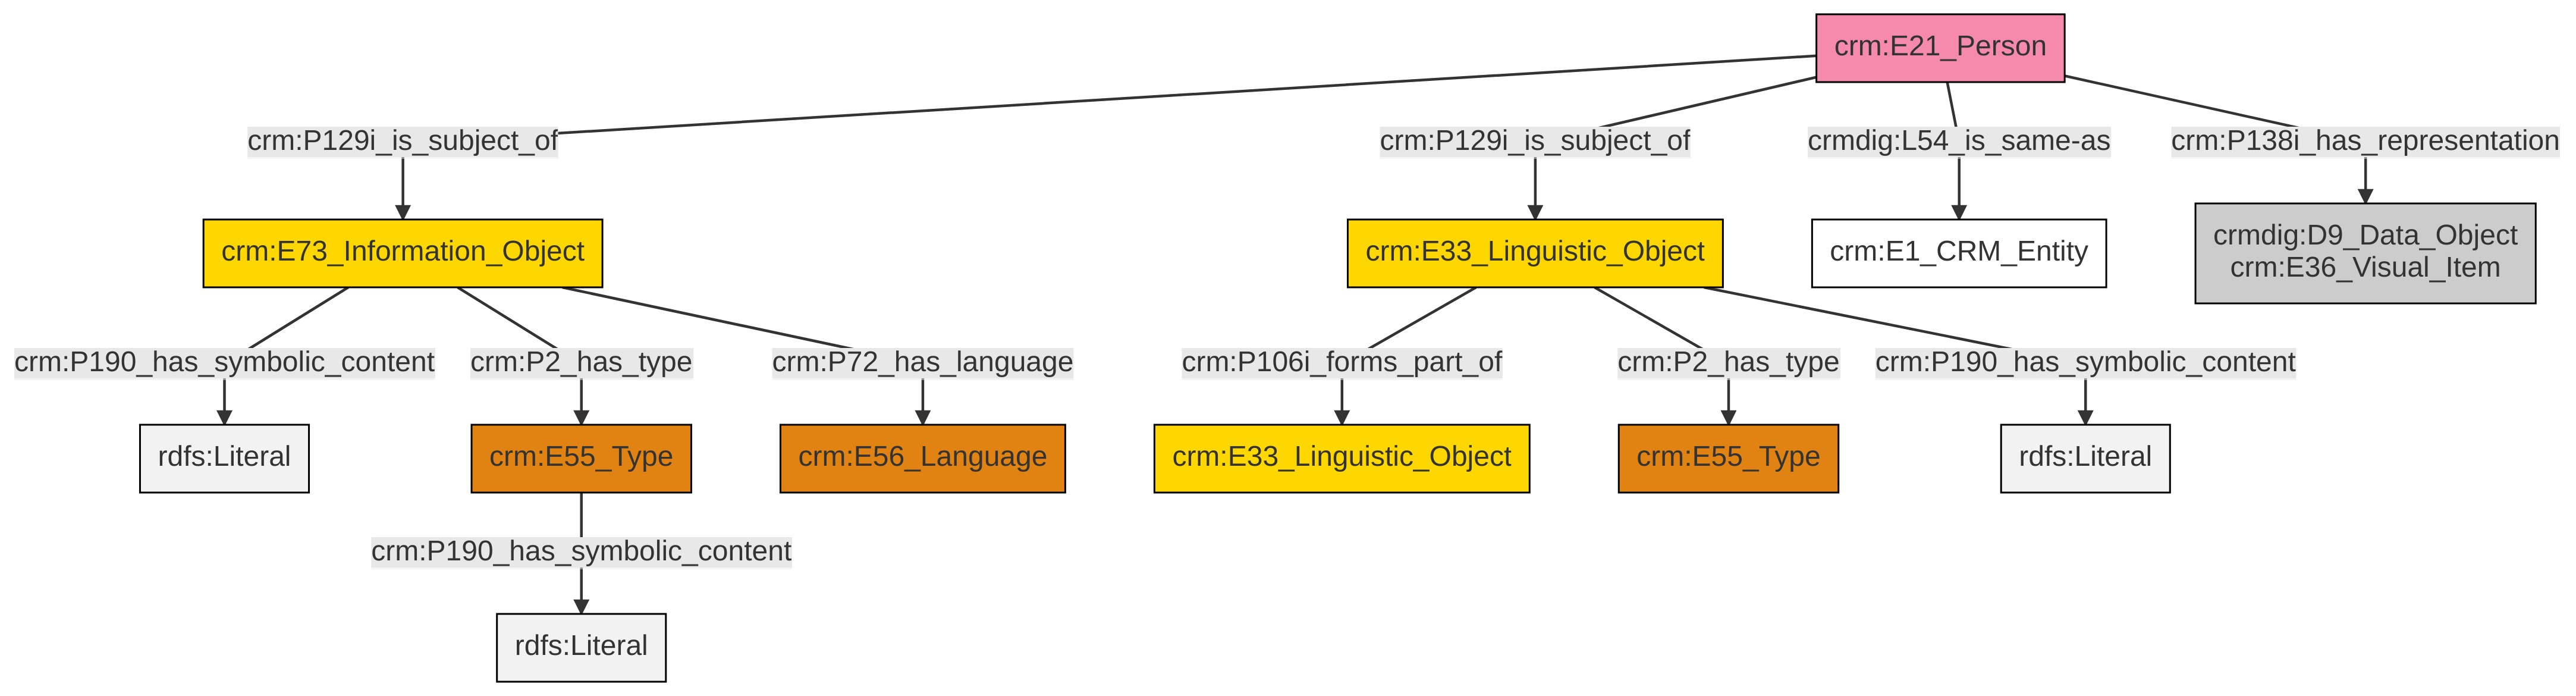 crm:E21_Person
crm:P129i_is_subject_of
crm:P129i_is_subject_of
crmdig:L54_is_same-as
crm:P138i_has_representation
crm:E73_Information_Object
crm:E33_Linguistic_Object
crm:E1_CRM_Entity
crmdig:D9_Data_Object
crm:E36_Visual_Item
crm:P190_has_symbolic_content
crm:P2_has_type
crm:P72_has_language
crm:P106i_forms_part_of
crm:P2_has_type
crm:P190_has_symbolic_content
rdfs:Literal
crm:E55_Type
crm:E56_Language
crm:E33_Linguistic_Object
crm:E55_Type
rdfs:Literal
crm:P190_has_symbolic_content
rdfs:Literal